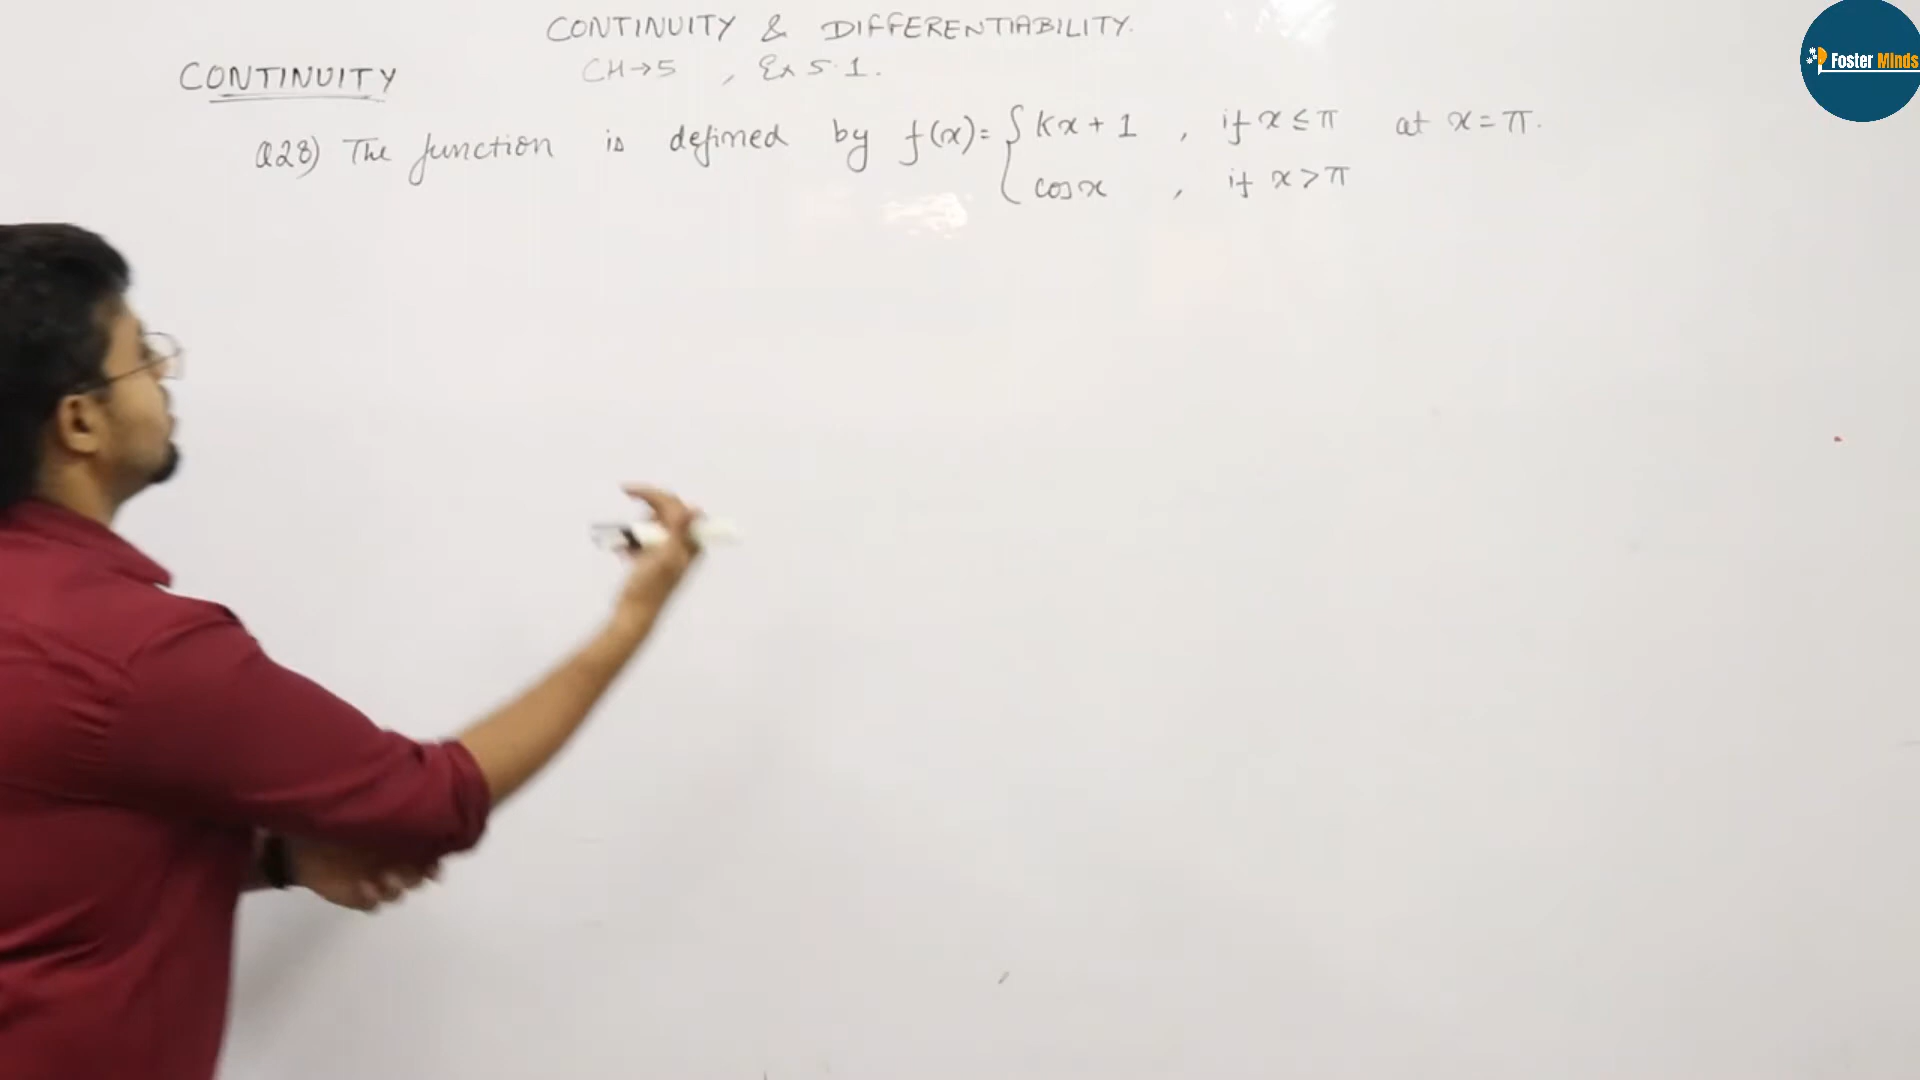 CONTINUITY & DIFFERENTIABILITY.
CH→5 , Ex 5.1.
CONTINUITY
Q28) The function is defined by f(x)= { Kx + 1 , if x ≤ π at x = π.
cosx , if x > π
Foster Minds